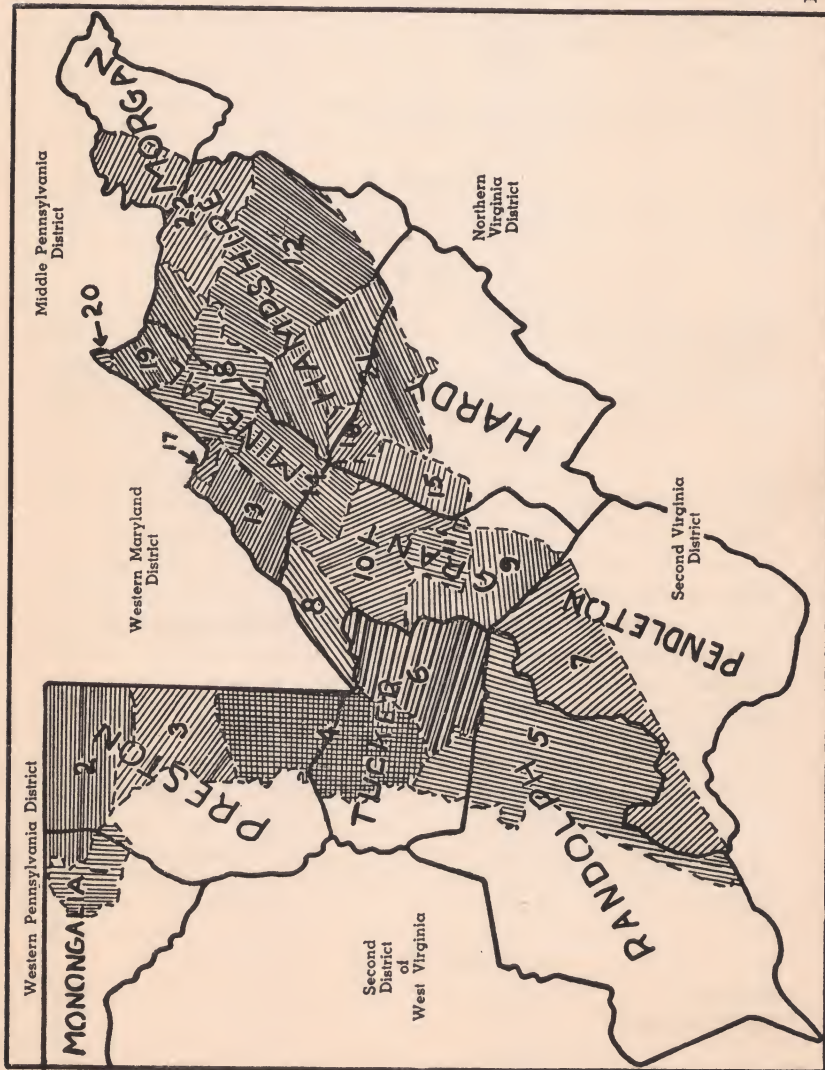 Western Pennsylvania District
Middle Pennsylvania
District
Western Maryland
District
Northern
Virginia
District
Second Virginia
District
Second
District
of
West Virginia
MONONGALIA
PRESTON
TUCKER
RANDOLPH
PENDLETON
GRANT
HARDY
MINERAL
HAMPSHIRE
MORGAN
2
2
3
4
5
6
7
8
9
10
12
13
15
17
18
19
20
22